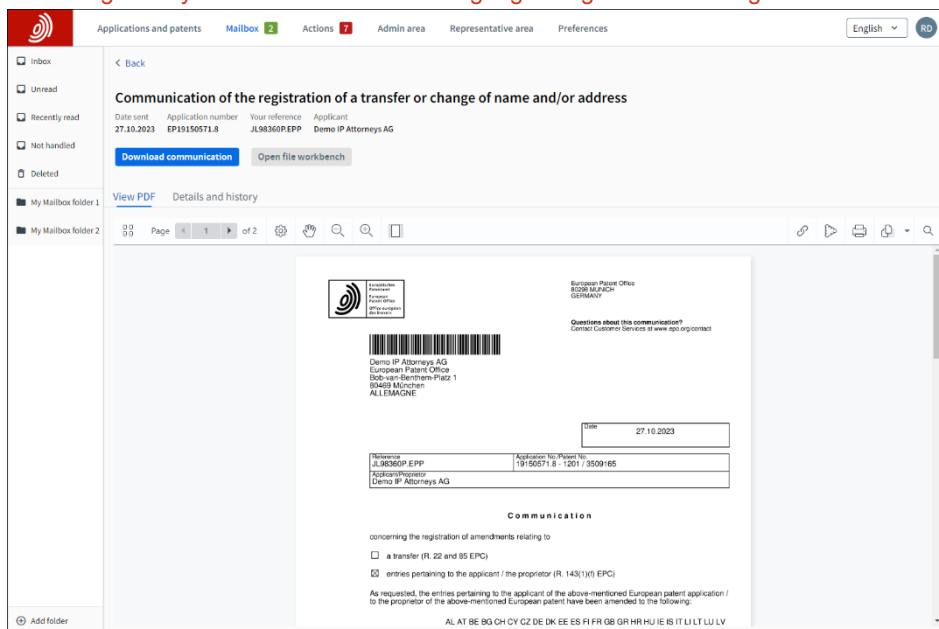 Applications and patents Mailbox 2 Actions 7 Admin area Representative area Preferences English RD
Inbox
Unread
Recently read
Not handled
Deleted
My Mailbox folder 1
My Mailbox folder 2
Add folder
Back
Communication of the registration of a transfer or change of name and/or address
Date sent Application number Your reference Applicant
27.10.2023 EP19150571.8 JL98360P.EPP Demo IP Attorneys AG
Download communication Open file workbench
View PDF Details and history
Page 1 of 2
Europäisches
Patentamt
European
Patent Office
Office européen
des brevets
European Patent Office
80298 MUNICH
GERMANY
Questions about this communication?
Contact Customer Services at www.epo.org/contact
Demo IP Attorneys AG
European Patent Office
Bob-van-Benthem-Platz 1
80469 München
ALLEMAGNE
Date
27.10.2023
Reference
JL98360P.EPP
Application No./Patent No.
19150571.8 - 1201 / 3509165
Applicant/Proprietor
Demo IP Attorneys AG
Communication
concerning the registration of amendments relating to
a transfer (R. 22 and 85 EPC)
entries pertaining to the applicant / the proprietor (R. 143(1)(f) EPC)
As requested, the entries pertaining to the applicant of the above-mentioned European patent application /
to the proprietor of the above-mentioned European patent have been amended to the following:
AL AT BE BG CH CY CZ DE DK EE ES FI FR GB GR HR HU IE IS IT LI LT LU LV